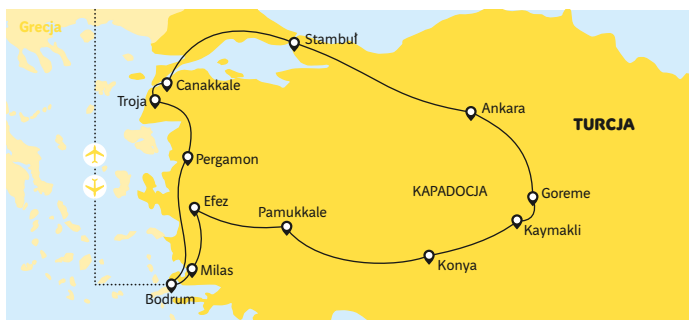 Grecja
Stambuł
Canakkale
Troja
Ankara
TURCJA
Pergamon
KAPADOCJA
Goreme
Efez
Pamukkale
Kaymakli
Konya
Milas
Bodrum